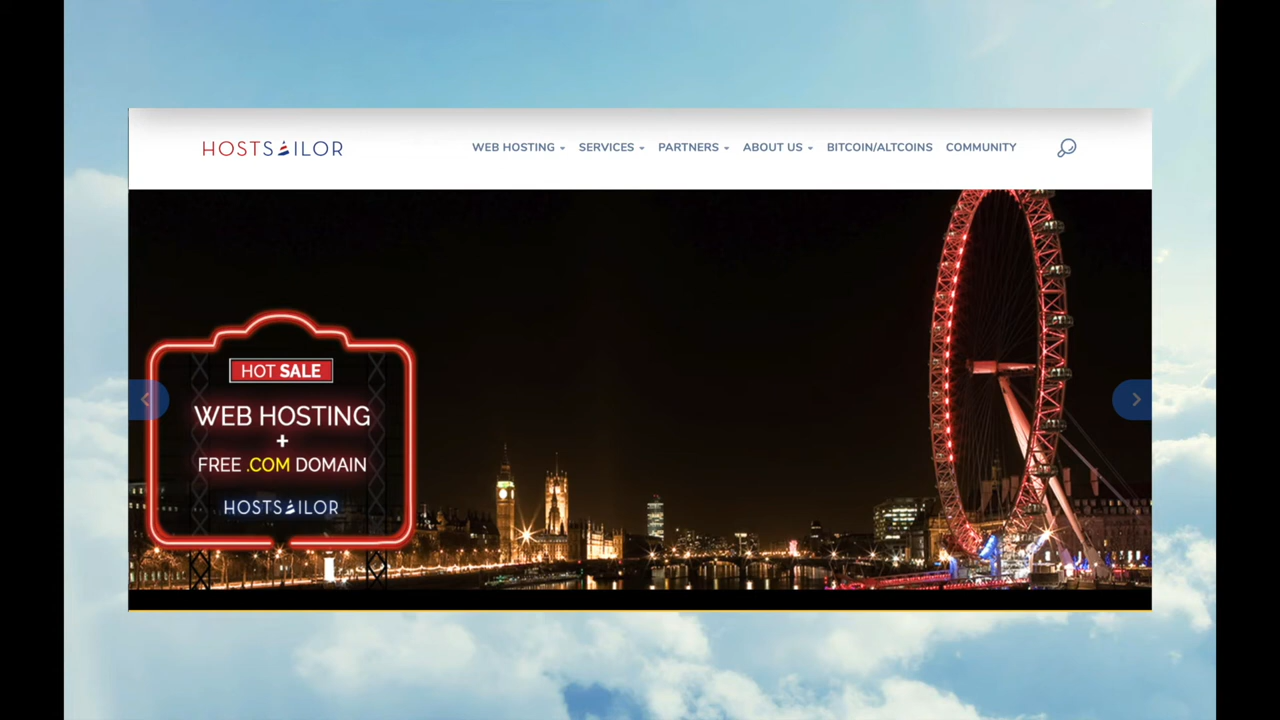 HOSTSAILOR
WEB HOSTING SERVICES PARTNERS ABOUT US BITCOIN/ALTCOINS COMMUNITY
HOT SALE
WEB HOSTING
+
FREE .COM DOMAIN
HOSTSAILOR